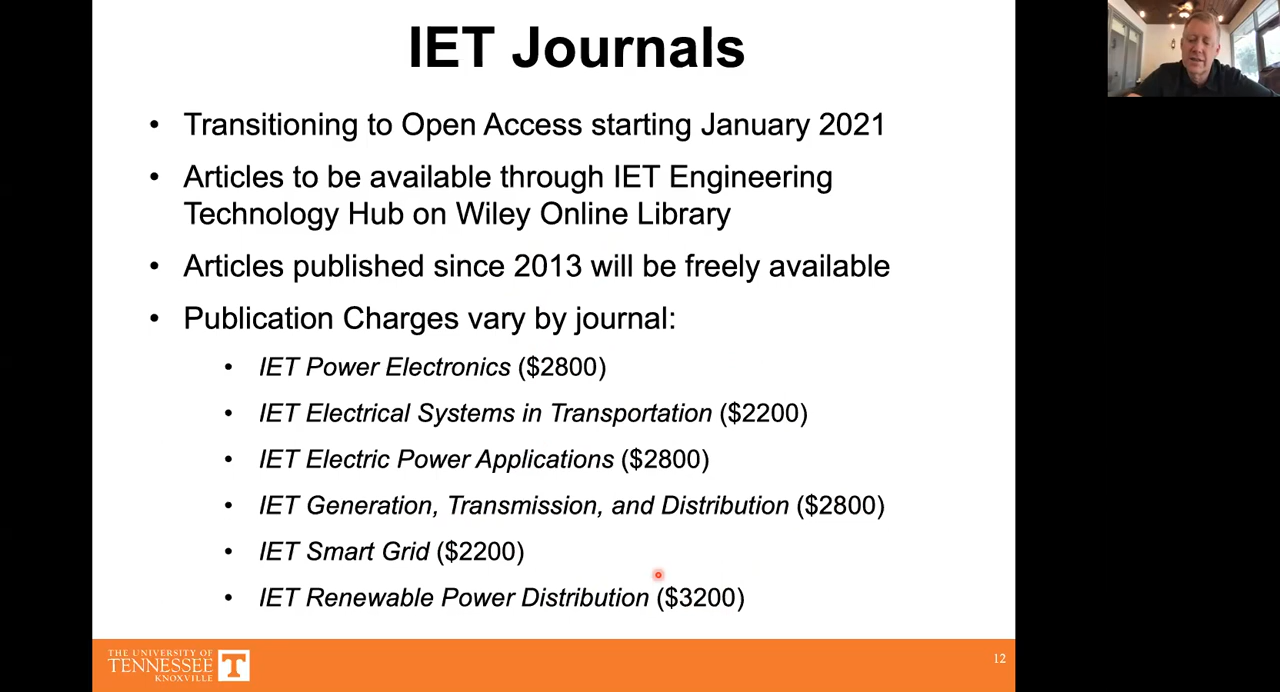 IET Journals
• Transitioning to Open Access starting January 2021
• Articles to be available through IET Engineering
Technology Hub on Wiley Online Library
• Articles published since 2013 will be freely available
• Publication Charges vary by journal:
• IET Power Electronics ($2800)
• IET Electrical Systems in Transportation ($2200)
• IET Electric Power Applications ($2800)
• IET Generation, Transmission, and Distribution ($2800)
• IET Smart Grid ($2200)
• IET Renewable Power Distribution ($3200)
THE UNIVERSITY OF
TENNESSEE T
KNOXVILLE
12